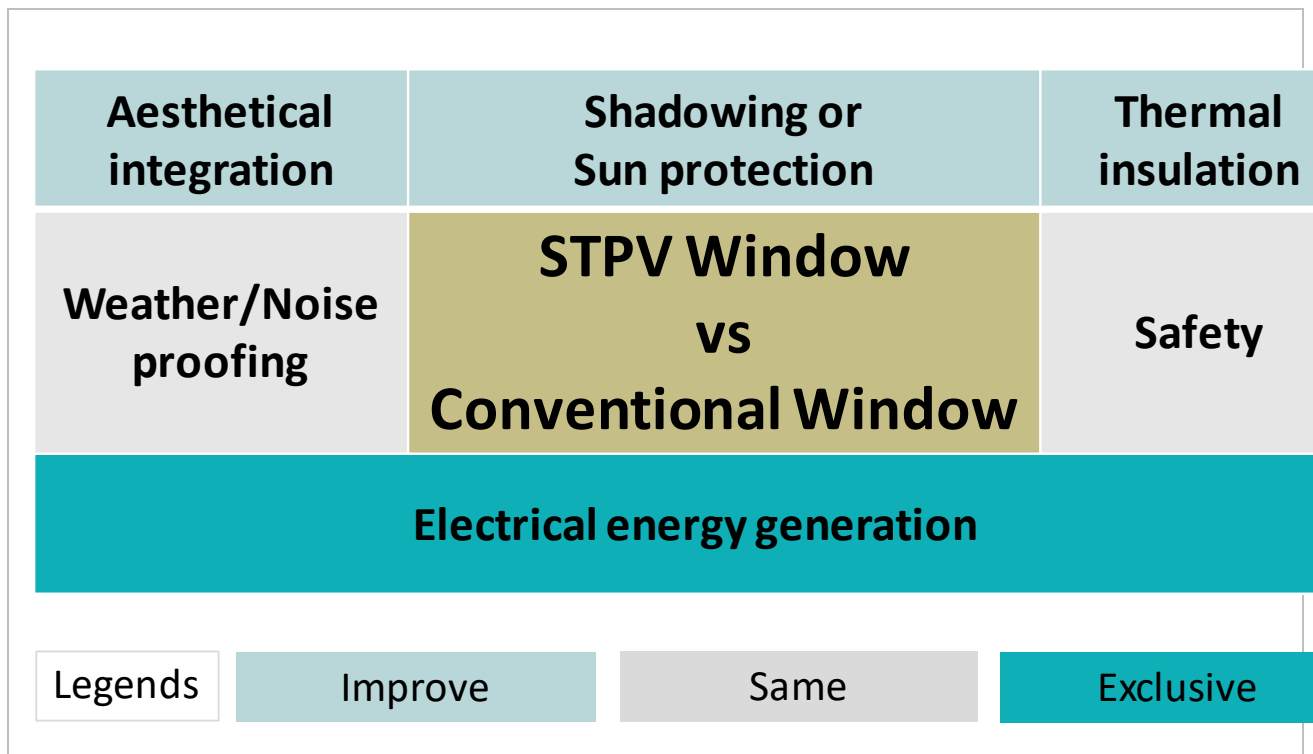 Aesthetical
integration
Shadowing or
Sun protection
Thermal
insulation
Weather/Noise
proofing
STPV Window
vs
Conventional Window
Safety
Electrical energy generation
Legends
Improve
Same
Exclusive